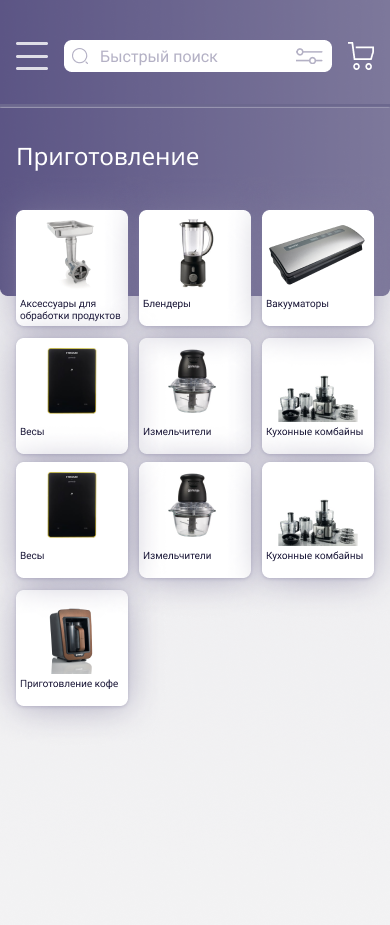 Быстрый поиск
Приготовление
Аксессуары для
обработки продуктов
Блендеры
Вакууматоры
Весы
Измельчители
Кухонные комбайны
Весы
Измельчители
Кухонные комбайны
Приготовление кофе